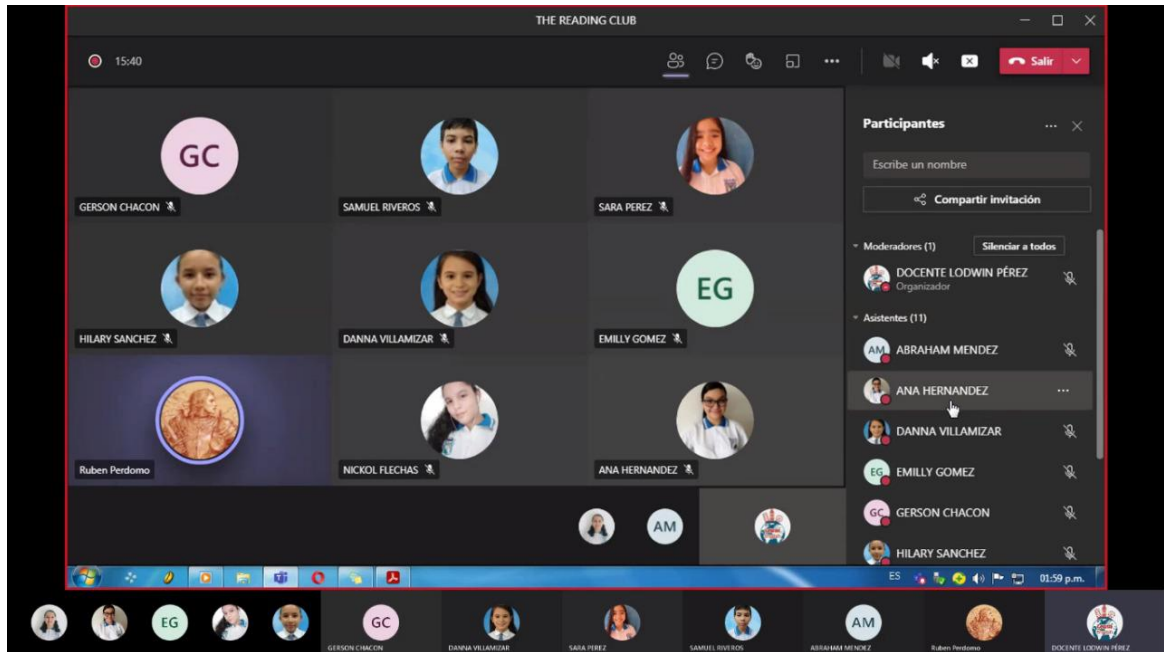 THE READING CLUB
15:40
Salir
GC
GERSON CHACON
SAMUEL RIVEROS
SARA PEREZ
HILARY SANCHEZ
DANNA VILLAMIZAR
EG
EMILLY GOMEZ
Ruben Perdomo
NICKOL FLECHAS
ANA HERNANDEZ
AM
Participantes
Escribe un nombre
Compartir invitación
Moderadores (1)
Silenciar a todos
DOCENTE LODWIN PÉREZ
Organizador
Asistentes (11)
AM ABRAHAM MENDEZ
ANA HERNANDEZ
DANNA VILLAMIZAR
EG EMILLY GOMEZ
GC GERSON CHACON
HILARY SANCHEZ
ES 01:59 p.m.
EG
GC
AM
GERSON CHACON
DANNA VILLAMIZAR
SARA PEREZ
SAMUEL RIVEROS
ABRAHAM MENDEZ
Ruben Perdomo
DOCENTE LODWIN PÉREZ